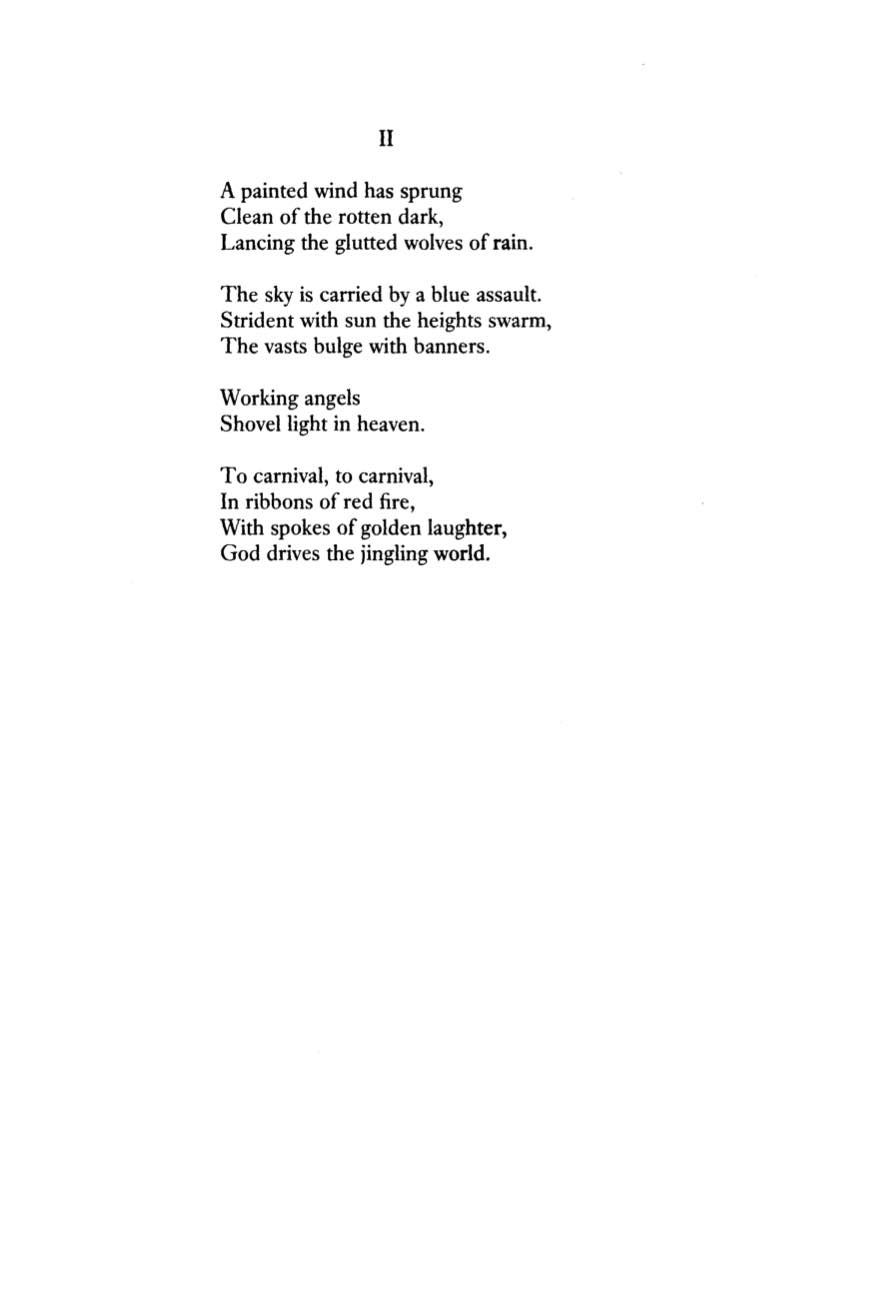 II
A painted wind has sprung
Clean of the rotten dark,
Lancing the glutted wolves of rain.
The sky is carried by a blue assault.
Strident with sun the heights swarm,
The vasts bulge with banners.
Working angels
Shovel light in heaven.
To carnival, to carnival,
In ribbons of red fire,
With spokes of golden laughter,
God drives the jingling world.